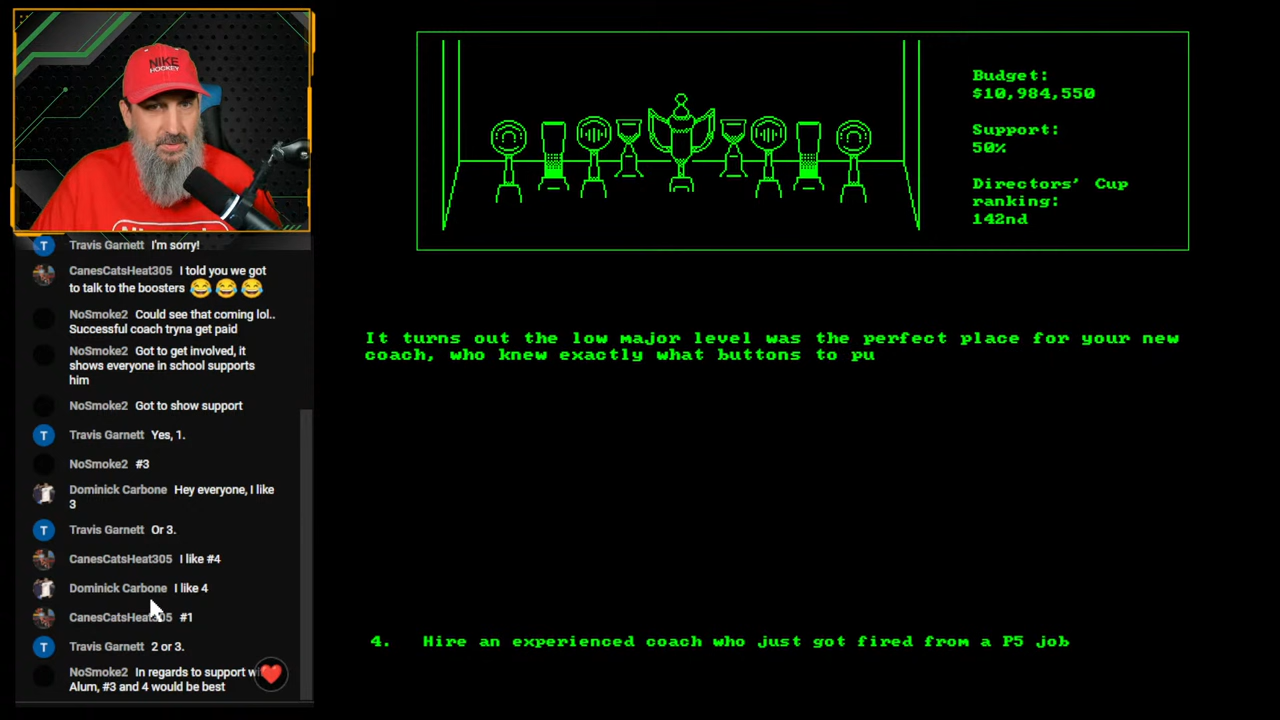 NIKE
HOCKEY
Travis Garnett I'm sorry!
CanesCatsHeat305 I told you we got
to talk to the boosters 😂😂😂
NoSmoke2 Could see that coming lol..
Successful coach tryna get paid
NoSmoke2 Got to get involved, it
shows everyone in school supports
him
NoSmoke2 Got to show support
T Travis Garnett Yes, 1.
NoSmoke2 #3
Dominick Carbone Hey everyone, I like
3
T Travis Garnett Or 3.
CanesCatsHeat305 I like #4
Dominick Carbone I like 4
CanesCatsHeat305 #1
T Travis Garnett 2 or 3.
NoSmoke2 In regards to support
Alum, #3 and 4 would be best
Budget:
$10,984,550
Support:
50%
Directors' Cup
ranking:
142nd
It turns out the low major level was the perfect place for your new
coach, who knew exactly what buttons to pu
4. Hire an experienced coach who just got fired from a P5 job